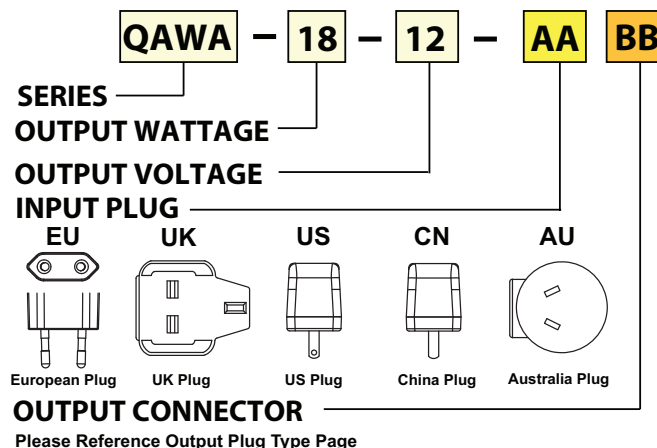 QAWA - 18 - 12 - AA BB
SERIES
OUTPUT WATTAGE
OUTPUT VOLTAGE
INPUT PLUG
EU UK US CN AU
European Plug UK Plug US Plug China Plug Australia Plug
OUTPUT CONNECTOR
Please Reference Output Plug Type Page